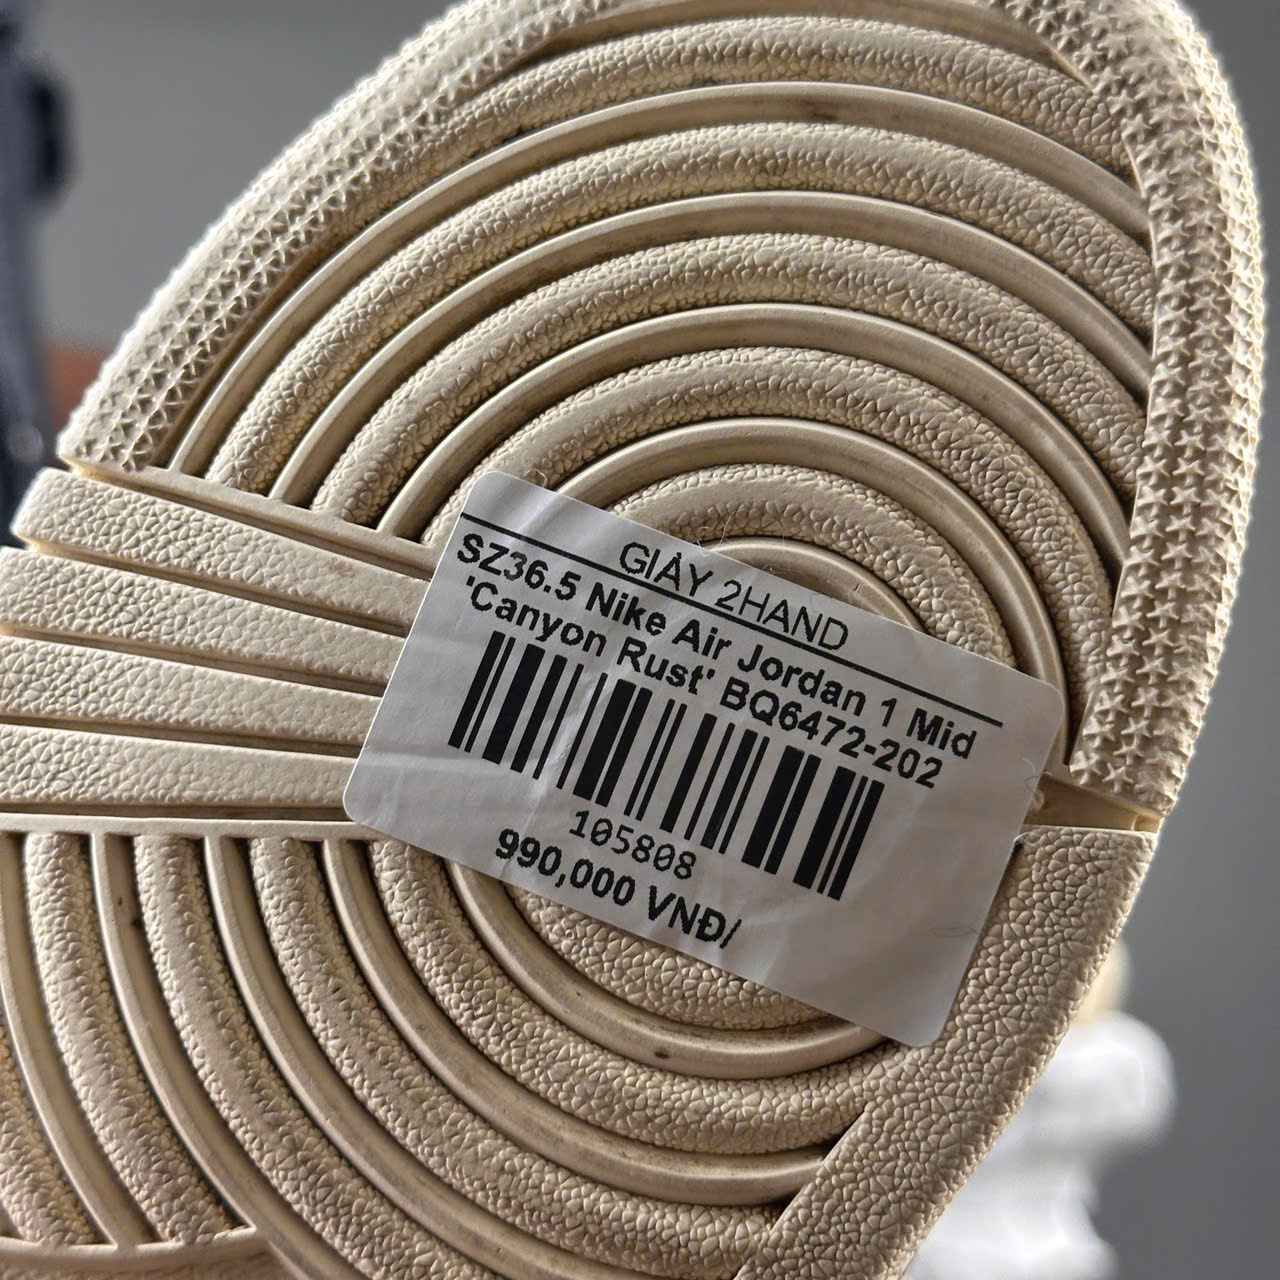 GIÀY 2HAND
SZ36.5 Nike Air Jordan 1 Mid
'Canyon Rust' BQ6472-202
105808
990,000 VNĐ/